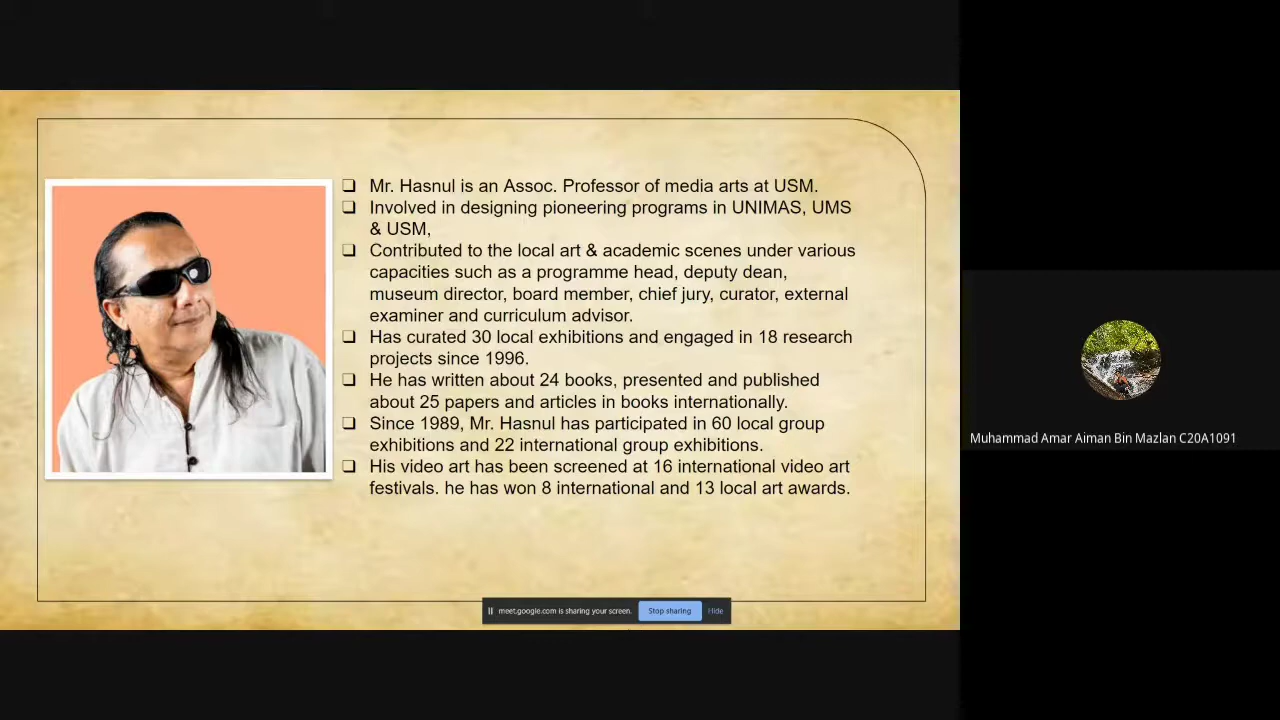 Mr. Hasnul is an Assoc. Professor of media arts at USM.
Involved in designing pioneering programs in UNIMAS, UMS
& USM,
Contributed to the local art & academic scenes under various
capacities such as a programme head, deputy dean,
museum director, board member, chief jury, curator, external
examiner and curriculum advisor.
Has curated 30 local exhibitions and engaged in 18 research
projects since 1996.
He has written about 24 books, presented and published
about 25 papers and articles in books internationally.
Since 1989, Mr. Hasnul has participated in 60 local group
exhibitions and 22 international group exhibitions.
His video art has been screened at 16 international video art
festivals. he has won 8 international and 13 local art awards.
meet.google.com is sharing your screen. Stop sharing Hide
Muhammad Amar Aiman Bin Mazlan C20A1091